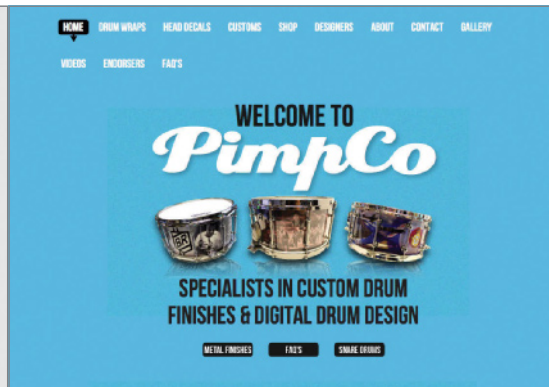 HOME DRUM WRAPS HEAD DECALS CUSTOMS SHOP DESIGNERS ABOUT CONTACT GALLERY
VIDEOS ENDORSERS FAQ'S
WELCOME TO
PimpCo
SPECIALISTS IN CUSTOM DRUM
FINISHES & DIGITAL DRUM DESIGN
METAL FINISHES FAQ'S SNARE DRUMS